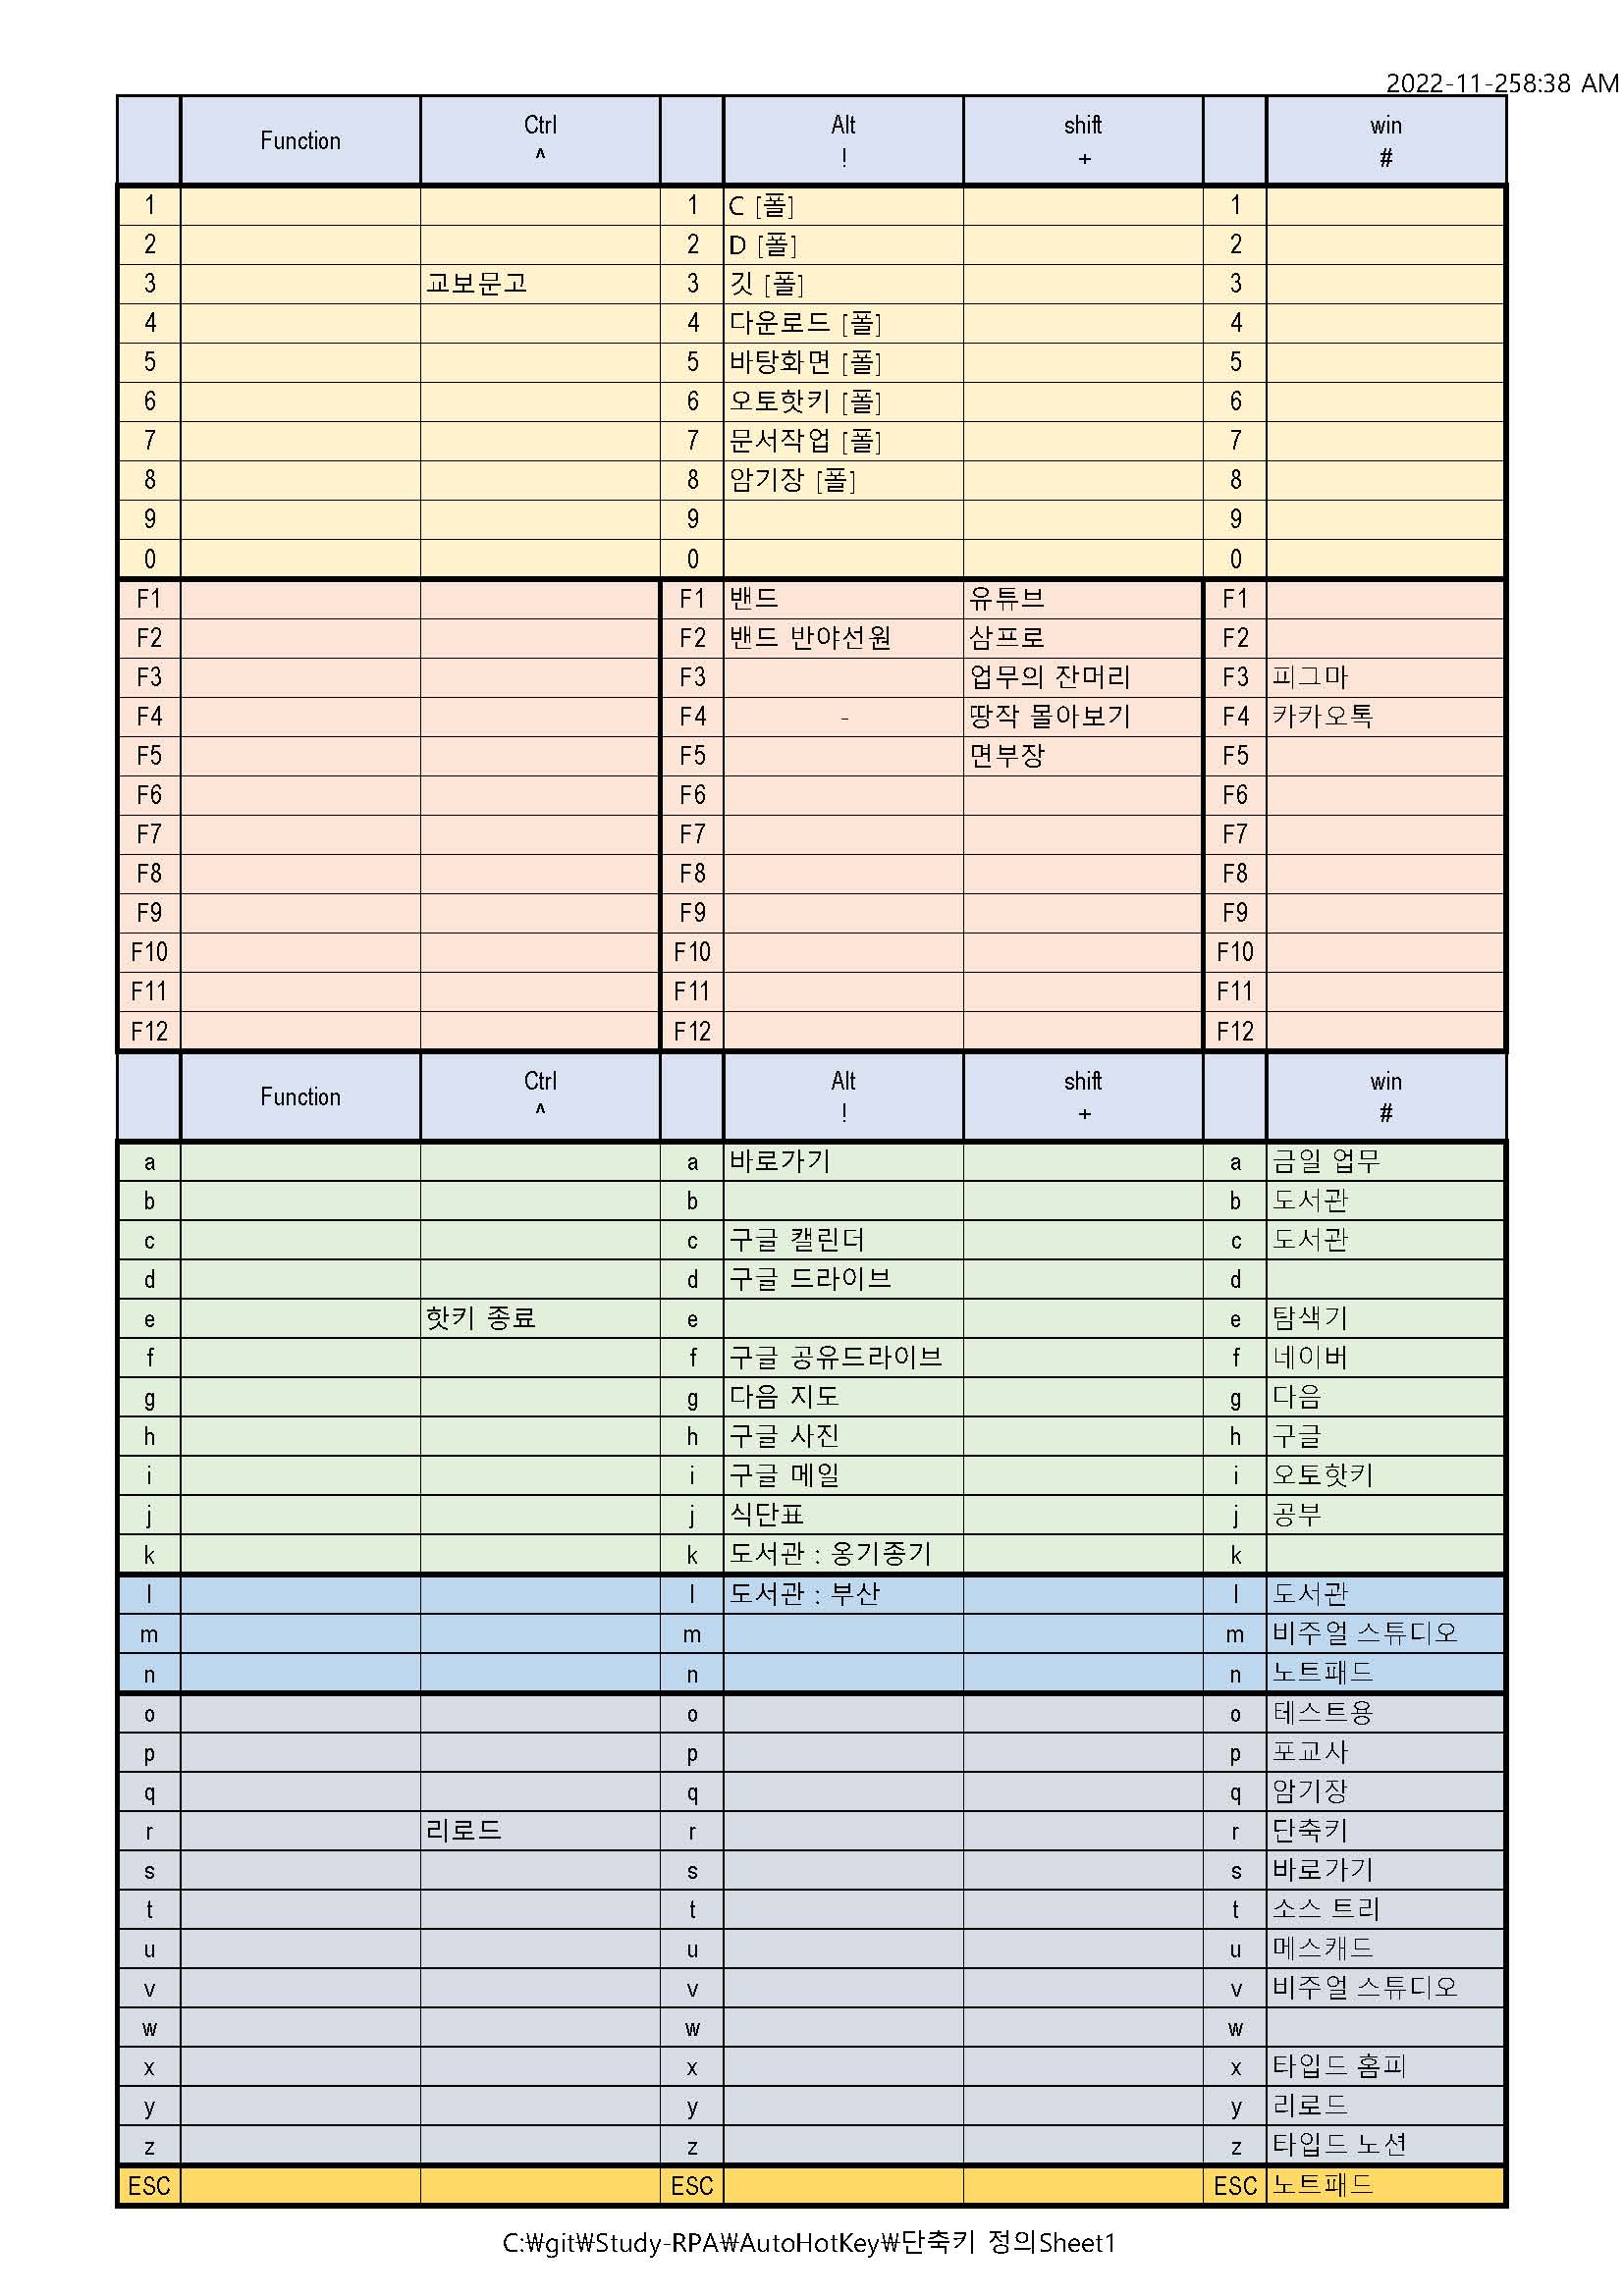 2022-11-258:38 AM
Function Ctrl ^ Alt ! shift + win #
1 1 C [폴] 1
2 2 D [폴] 2
3 교보문고 3 깃 [폴] 3
4 4 다운로드 [폴] 4
5 5 바탕화면 [폴] 5
6 6 오토핫키 [폴] 6
7 7 문서작업 [폴] 7
8 8 암기장 [폴] 8
9 9 9
0 0 0
F1 F1 밴드 유튜브 F1
F2 F2 밴드 반야선원 삼프로 F2
F3 F3 업무의 잔머리 F3 피그마
F4 F4 - 땅작 몰아보기 F4 카카오톡
F5 F5 면부장 F5
F6 F6 F6
F7 F7 F7
F8 F8 F8
F9 F9 F9
F10 F10 F10
F11 F11 F11
F12 F12 F12
Function Ctrl ^ Alt ! shift + win #
a a 바로가기 a 금일 업무
b b b 도서관
c c 구글 캘린더 c 도서관
d d 구글 드라이브 d
e 핫키 종료 e e 탐색기
f f 구글 공유드라이브 f 네이버
g g 다음 지도 g 다음
h h 구글 사진 h 구글
i i 구글 메일 i 오토핫키
j j 식단표 j 공부
k k 도서관 : 옹기종기 k
l l 도서관 : 부산 l 도서관
m m m 비주얼 스튜디오
n n n 노트패드
o o o 테스트용
p p p 포교사
q q q 암기장
r 리로드 r r 단축키
s s s 바로가기
t t t 소스 트리
u u u 메스캐드
v v v 비주얼 스튜디오
w w w
x x x 타입드 홈피
y y y 리로드
z z z 타입드 노션
ESC ESC ESC 노트패드
C:₩git₩Study-RPA₩AutoHotKey₩단축키 정의Sheet1